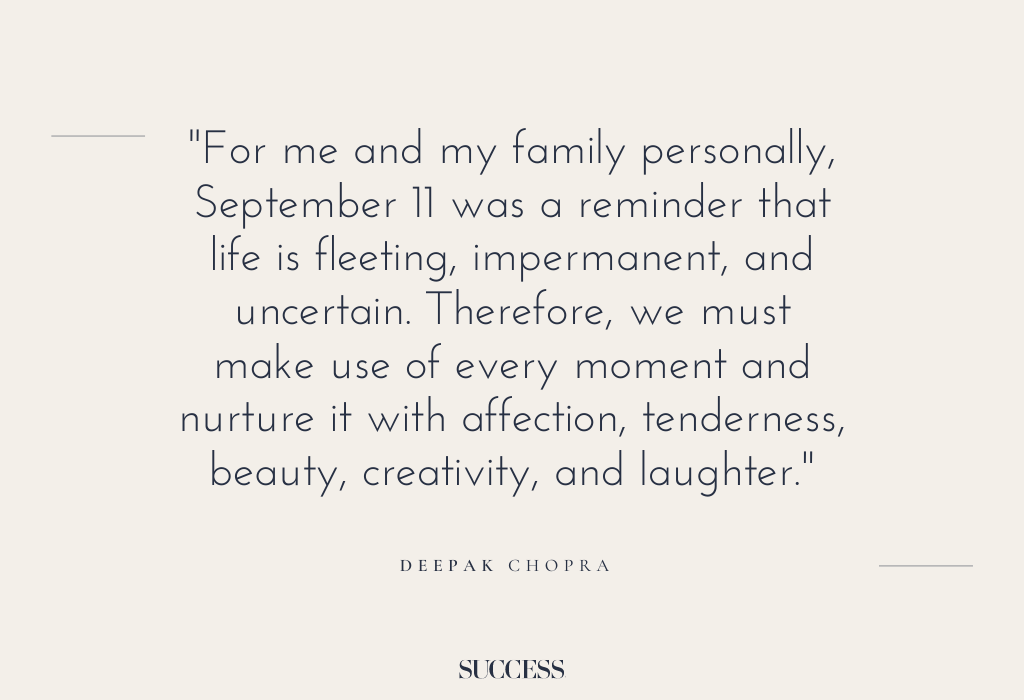 "For me and my family personally,
September 11 was a reminder that
life is fleeting, impermanent, and
uncertain. Therefore, we must
make use of every moment and
nurture it with affection, tenderness,
beauty, creativity, and laughter."
DEEPAK CHOPRA
SUCCESS